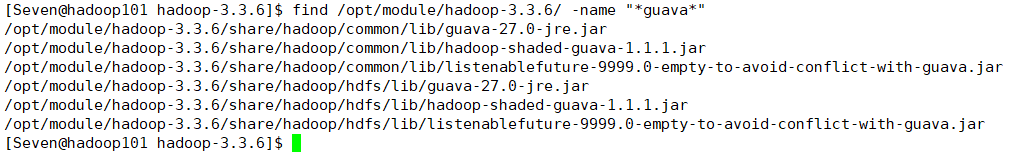 [Seven@hadoop101 hadoop-3.3.6]$ find /opt/module/hadoop-3.3.6/ -name "*guava*"
/opt/module/hadoop-3.3.6/share/hadoop/common/lib/guava-27.0-jre.jar
/opt/module/hadoop-3.3.6/share/hadoop/common/lib/hadoop-shaded-guava-1.1.1.jar
/opt/module/hadoop-3.3.6/share/hadoop/common/lib/listenablefuture-9999.0-empty-to-avoid-conflict-with-guava.jar
/opt/module/hadoop-3.3.6/share/hadoop/hdfs/lib/guava-27.0-jre.jar
/opt/module/hadoop-3.3.6/share/hadoop/hdfs/lib/hadoop-shaded-guava-1.1.1.jar
/opt/module/hadoop-3.3.6/share/hadoop/hdfs/lib/listenablefuture-9999.0-empty-to-avoid-conflict-with-guava.jar
[Seven@hadoop101 hadoop-3.3.6]$